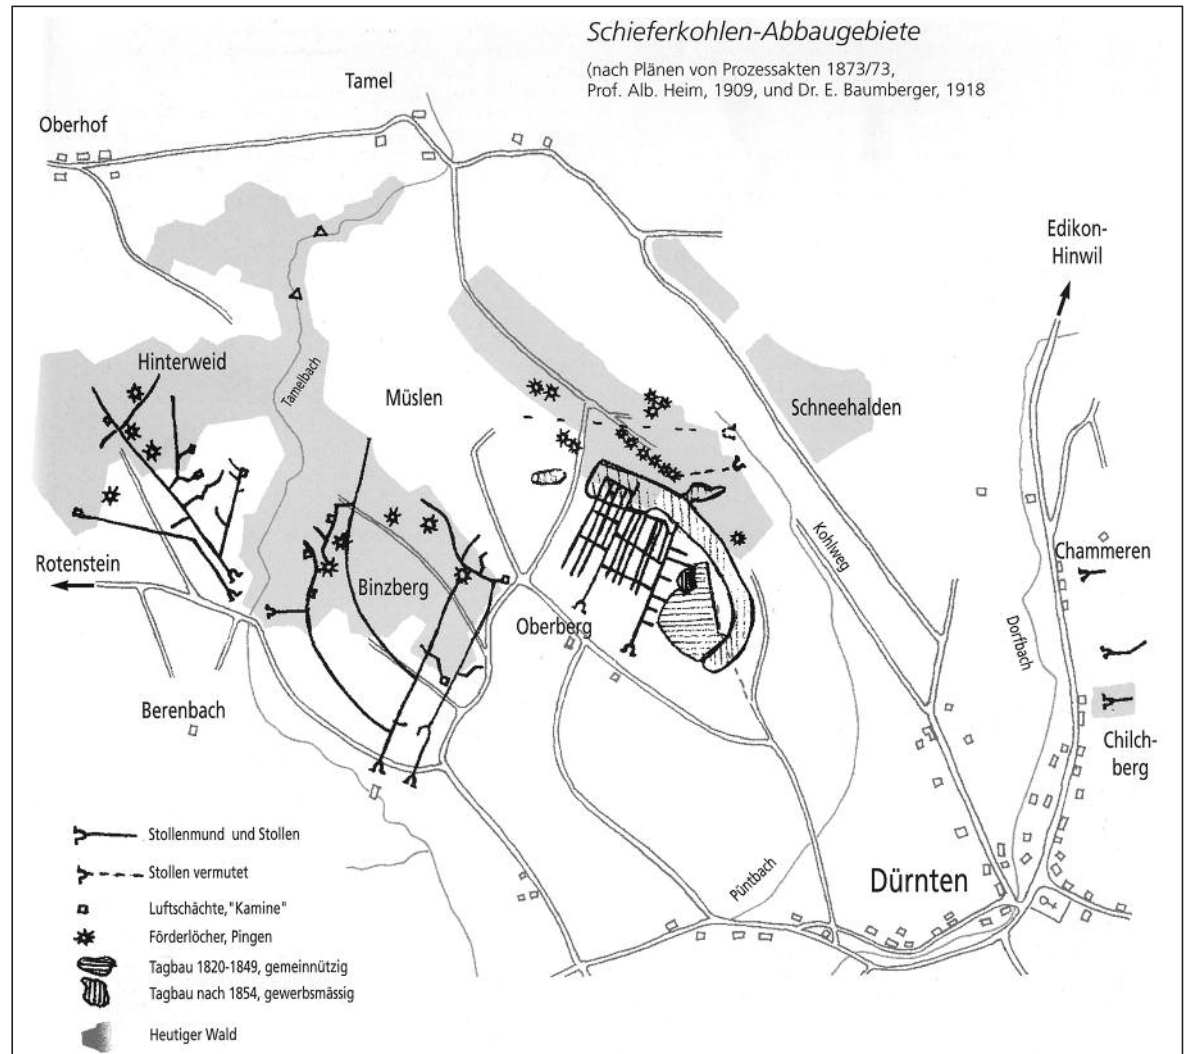 Schieferkohlen-Abbaugebiete
(nach Plänen von Prozessakten 1873/73,
Prof. Alb. Heim, 1909, und Dr. E. Baumberger, 1918
Tamel
Oberhof
Edikon-
Hinwil
Hinterweid
Tamelbach
Müslen
Schneehalden
Kohlweg
Chammeren
Rotenstein
Binzberg
Oberberg
Dorfbach
Berenbach
Chilch-
berg
Stollenmund und Stollen
Stollen vermutet
Luftschächte,"Kamine"
Förderlöcher, Pingen
Tagbau 1820-1849, gemeinnützig
Tagbau nach 1854, gewerbsmässig
Heutiger Wald
Püntbach
Dürnten